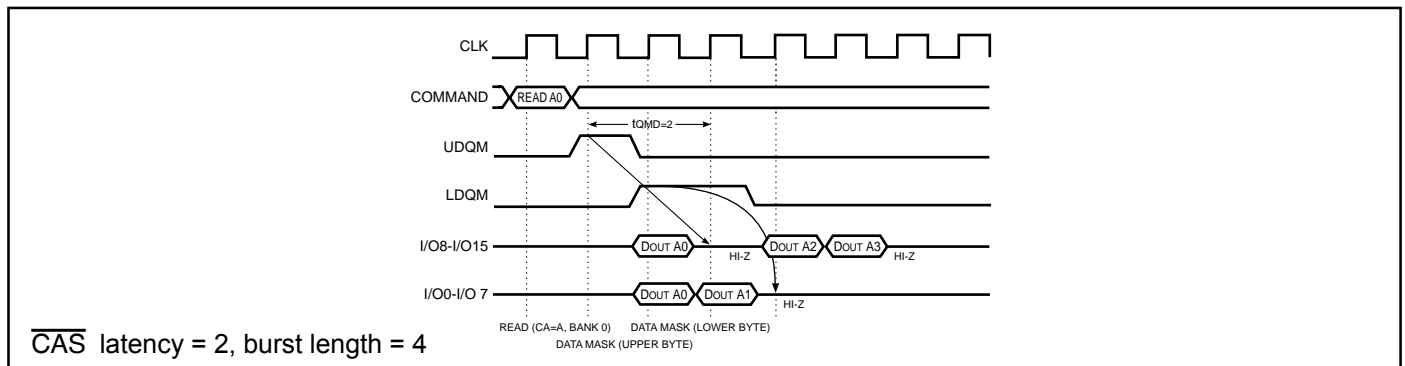 CLK
COMMAND
READ A0
tQMD=2
UDQM
LDQM
I/O8-I/O15
DOUT A0
HI-Z
DOUT A2
DOUT A3
HI-Z
I/O0-I/O 7
DOUT A0
DOUT A1
HI-Z
READ (CA=A, BANK 0)
DATA MASK (LOWER BYTE)
DATA MASK (UPPER BYTE)
CAS latency = 2, burst length = 4